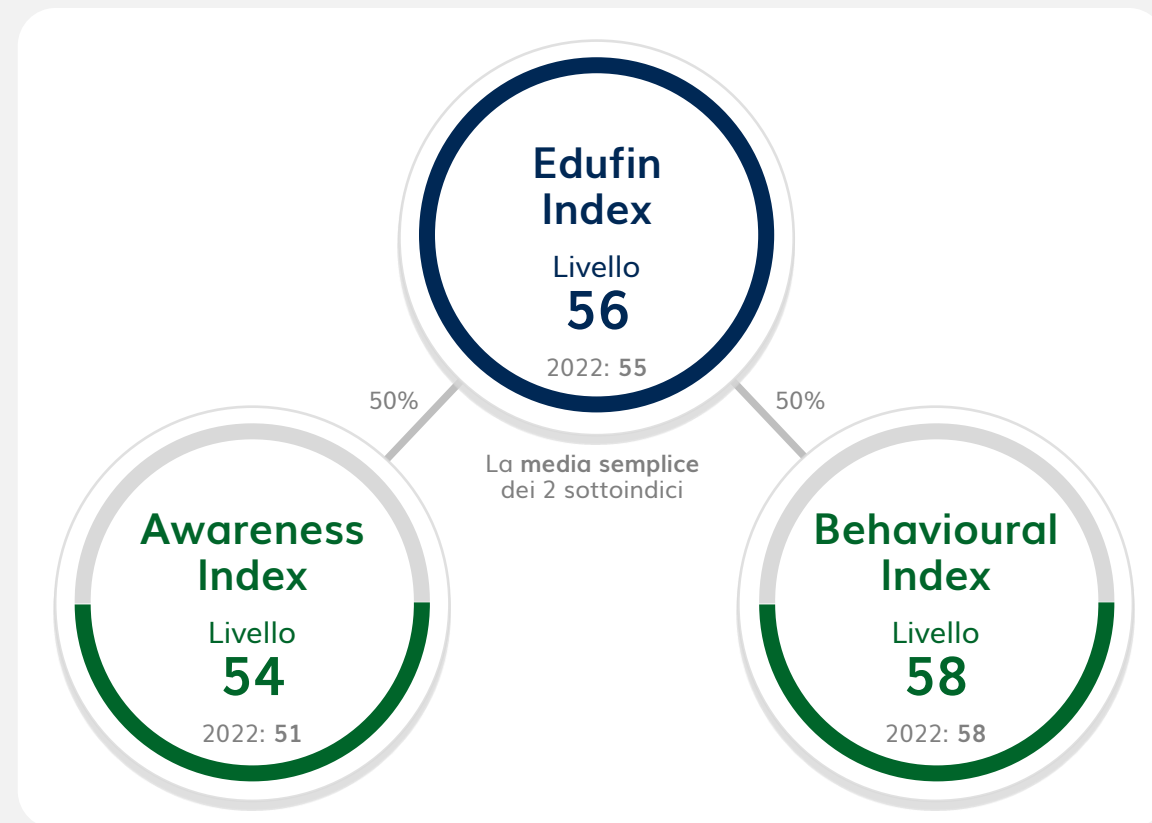 Edufin
Index
Livello
56
2022: 55
50%
50%
La media semplice
dei 2 sottoindici
Awareness
Index
Livello
54
2022: 51
Behavioural
Index
Livello
58
2022: 58